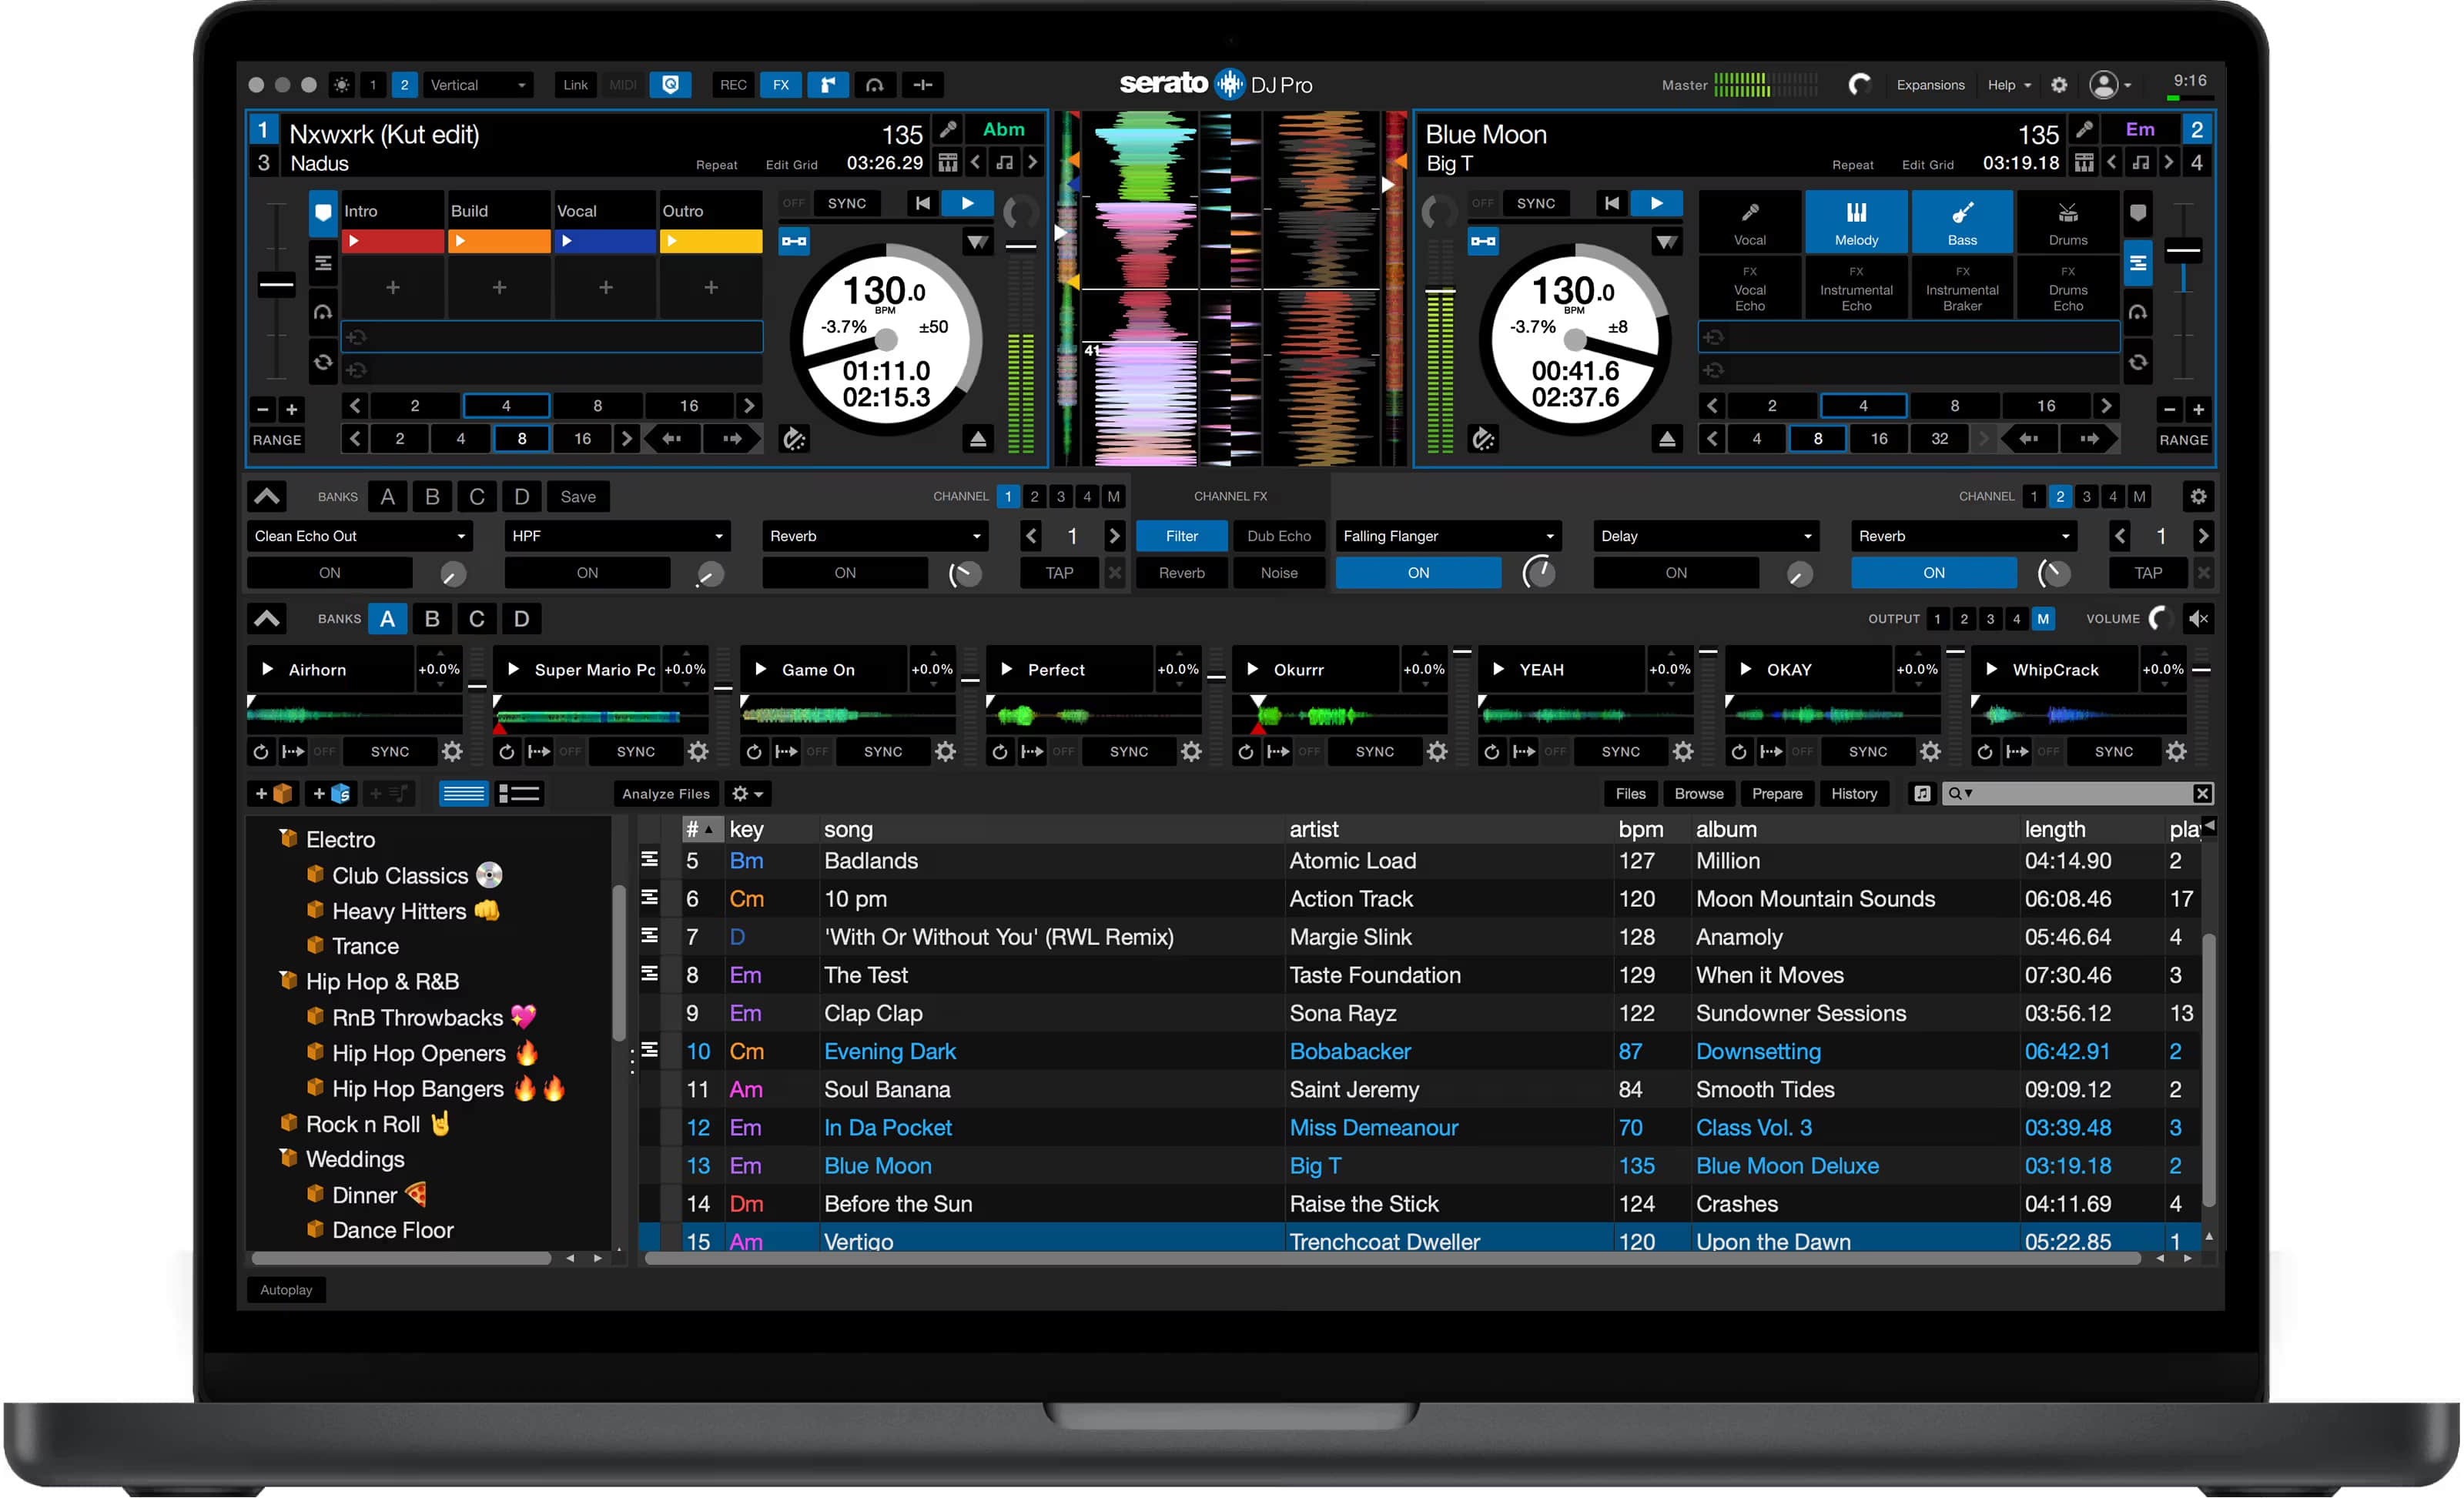 1 2 Vertical Link MIDI REC FX serato DJ Pro Master Expansions Help 9:16
1 Nxwxrk (Kut edit) 135 Abm
3 Nadus Repeat Edit Grid 03:26.29
Intro Build Vocal Outro OFF SYNC
130.0
BPM
-3.7% ±50
01:11.0
02:15.3
2 4 8 16
RANGE 2 4 8 16
41
Blue Moon 135 Em 2
Big T Repeat Edit Grid 03:19.18 4
OFF SYNC
Vocal Melody Bass Drums
FX FX FX FX
Vocal Instrumental Instrumental Drums
Echo Echo Braker Echo
130.0
BPM
-3.7% ±8
00:41.6
02:37.6
2 4 8 16
4 8 16 32 RANGE
BANKS A B C D Save CHANNEL 1 2 3 4 M CHANNEL FX CHANNEL 1 2 3 4 M
Clean Echo Out HPF Reverb 1 Filter Dub Echo Falling Flanger Delay Reverb 1
ON ON ON TAP Reverb Noise ON ON ON TAP
BANKS A B C D OUTPUT 1 2 3 4 M VOLUME
Airhorn +0.0% Super Mario Pc +0.0% Game On +0.0% Perfect +0.0% Okurrr +0.0% YEAH +0.0% OKAY +0.0% WhipCrack +0.0%
OFF SYNC OFF SYNC OFF SYNC OFF SYNC OFF SYNC OFF SYNC OFF SYNC OFF SYNC
Analyze Files Files Browse Prepare History
Electro
Club Classics
Heavy Hitters
Trance
Hip Hop & R&B
RnB Throwbacks 💖
Hip Hop Openers 🔥
Hip Hop Bangers 🔥🔥
Rock n Roll 🤘
Weddings
Dinner 🍕
Dance Floor
# key song artist bpm album length pla
5 Bm Badlands Atomic Load 127 Million 04:14.90 2
6 Cm 10 pm Action Track 120 Moon Mountain Sounds 06:08.46 17
7 D 'With Or Without You' (RWL Remix) Margie Slink 128 Anamoly 05:46.64 4
8 Em The Test Taste Foundation 129 When it Moves 07:30.46 3
9 Em Clap Clap Sona Rayz 122 Sundowner Sessions 03:56.12 13
10 Cm Evening Dark Bobabacker 87 Downsetting 06:42.91 2
11 Am Soul Banana Saint Jeremy 84 Smooth Tides 09:09.12 2
12 Em In Da Pocket Miss Demeanour 70 Class Vol. 3 03:39.48 3
13 Em Blue Moon Big T 135 Blue Moon Deluxe 03:19.18 2
14 Dm Before the Sun Raise the Stick 124 Crashes 04:11.69 4
15 Am Vertigo Trenchcoat Dweller 120 Upon the Dawn 05:22.85 1
Autoplay